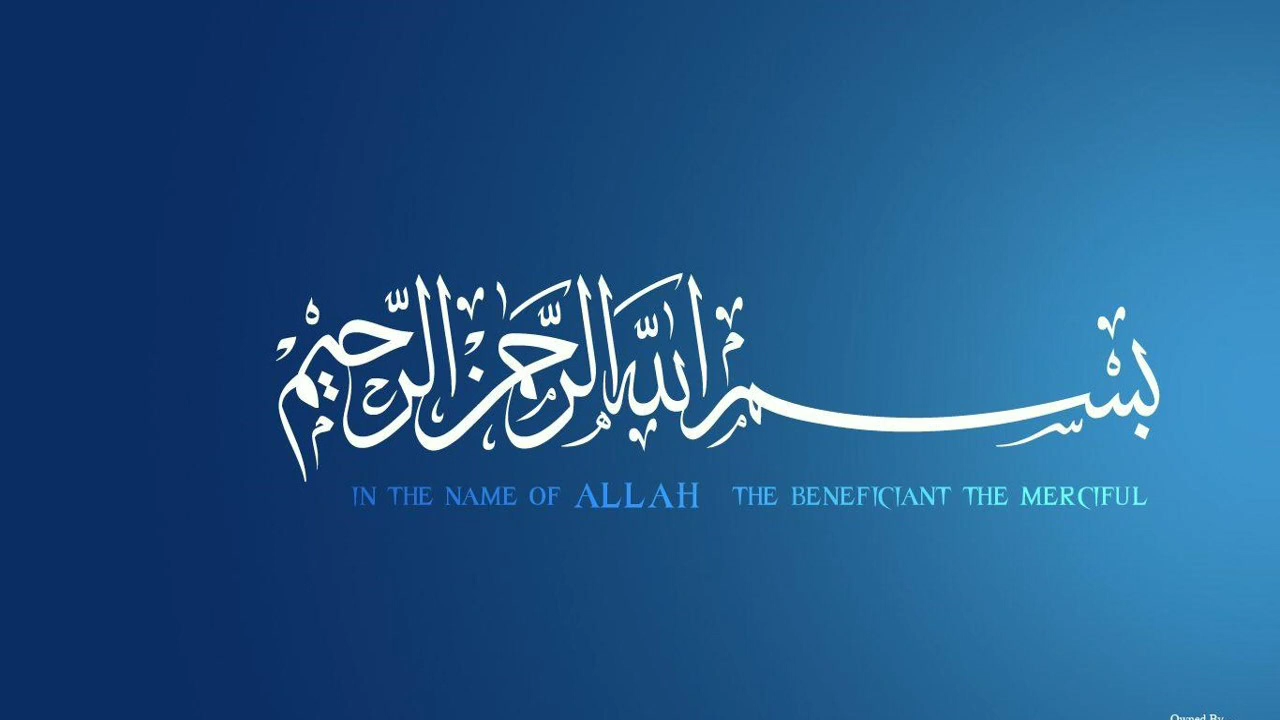 بسم الله الرحمن الرحيم
IN THE NAME OF ALLAH THE BENEFICIANT THE MERCIFUL
Owned By